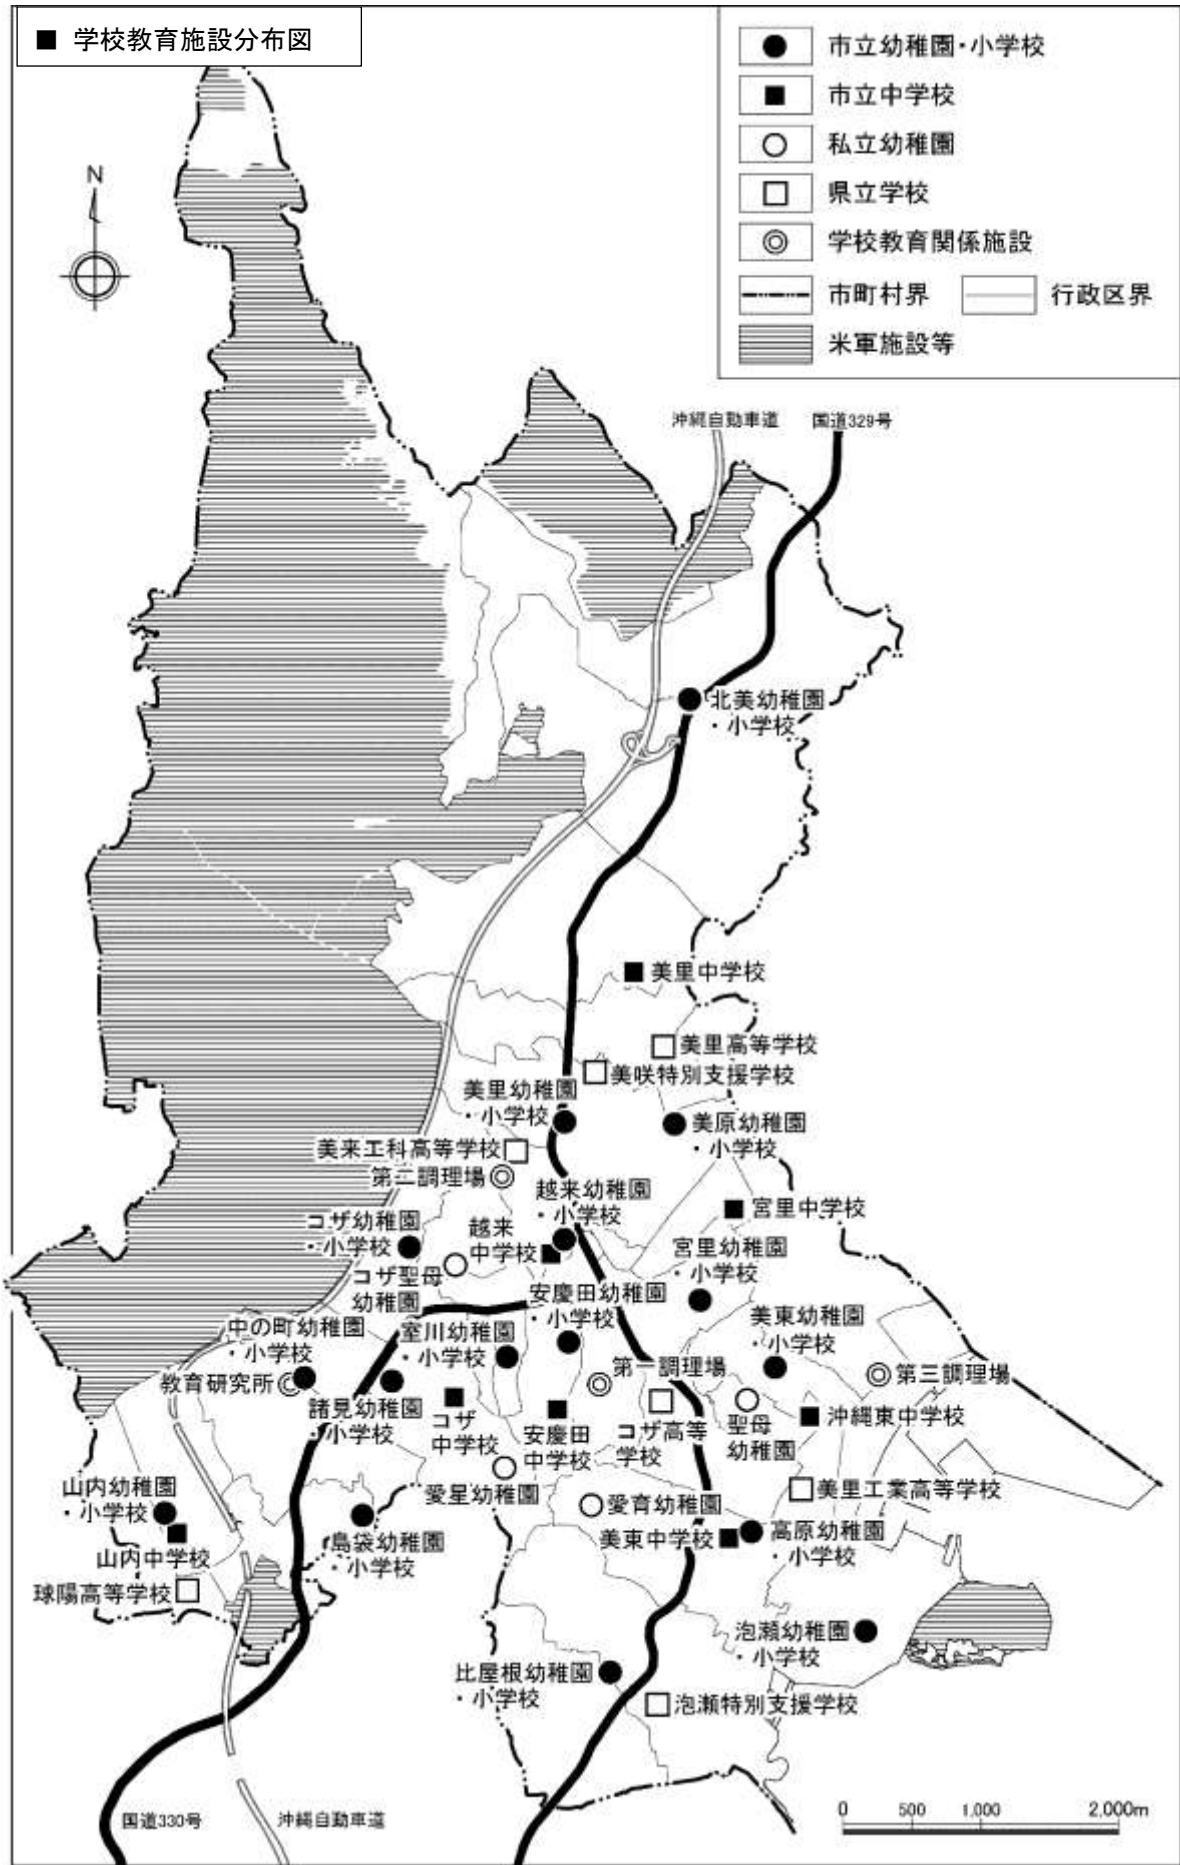 ■ 学校教育施設分布図
市立幼稚園・小学校
市立中学校
私立幼稚園
県立学校
学校教育関係施設
市町村界
行政区界
米軍施設等
N
沖縄自動車道
国道329号
北美幼稚園
・小学校
美里中学校
美里高等学校
美咲特別支援学校
美里幼稚園
・小学校
美原幼稚園
・小学校
美来工科高等学校
第二調理場
越来幼稚園
・小学校
宮里中学校
コザ幼稚園
・小学校
越来
中学校
宮里幼稚園
・小学校
コザ聖母
幼稚園
安慶田幼稚園
・小学校
美東幼稚園
・小学校
中の町幼稚園
・小学校
室川幼稚園
・小学校
第一調理場
第三調理場
教育研究所
諸見幼稚園
・小学校
コザ
中学校
安慶田
中学校
コザ高等
学校
聖母
幼稚園
沖縄東中学校
愛星幼稚園
美里工業高等学校
山内幼稚園
・小学校
愛育幼稚園
島袋幼稚園
・小学校
美東中学校
高原幼稚園
・小学校
山内中学校
球陽高等学校
泡瀬幼稚園
・小学校
比屋根幼稚園
・小学校
泡瀬特別支援学校
国道330号
沖縄自動車道
0 500 1,000 2,000m